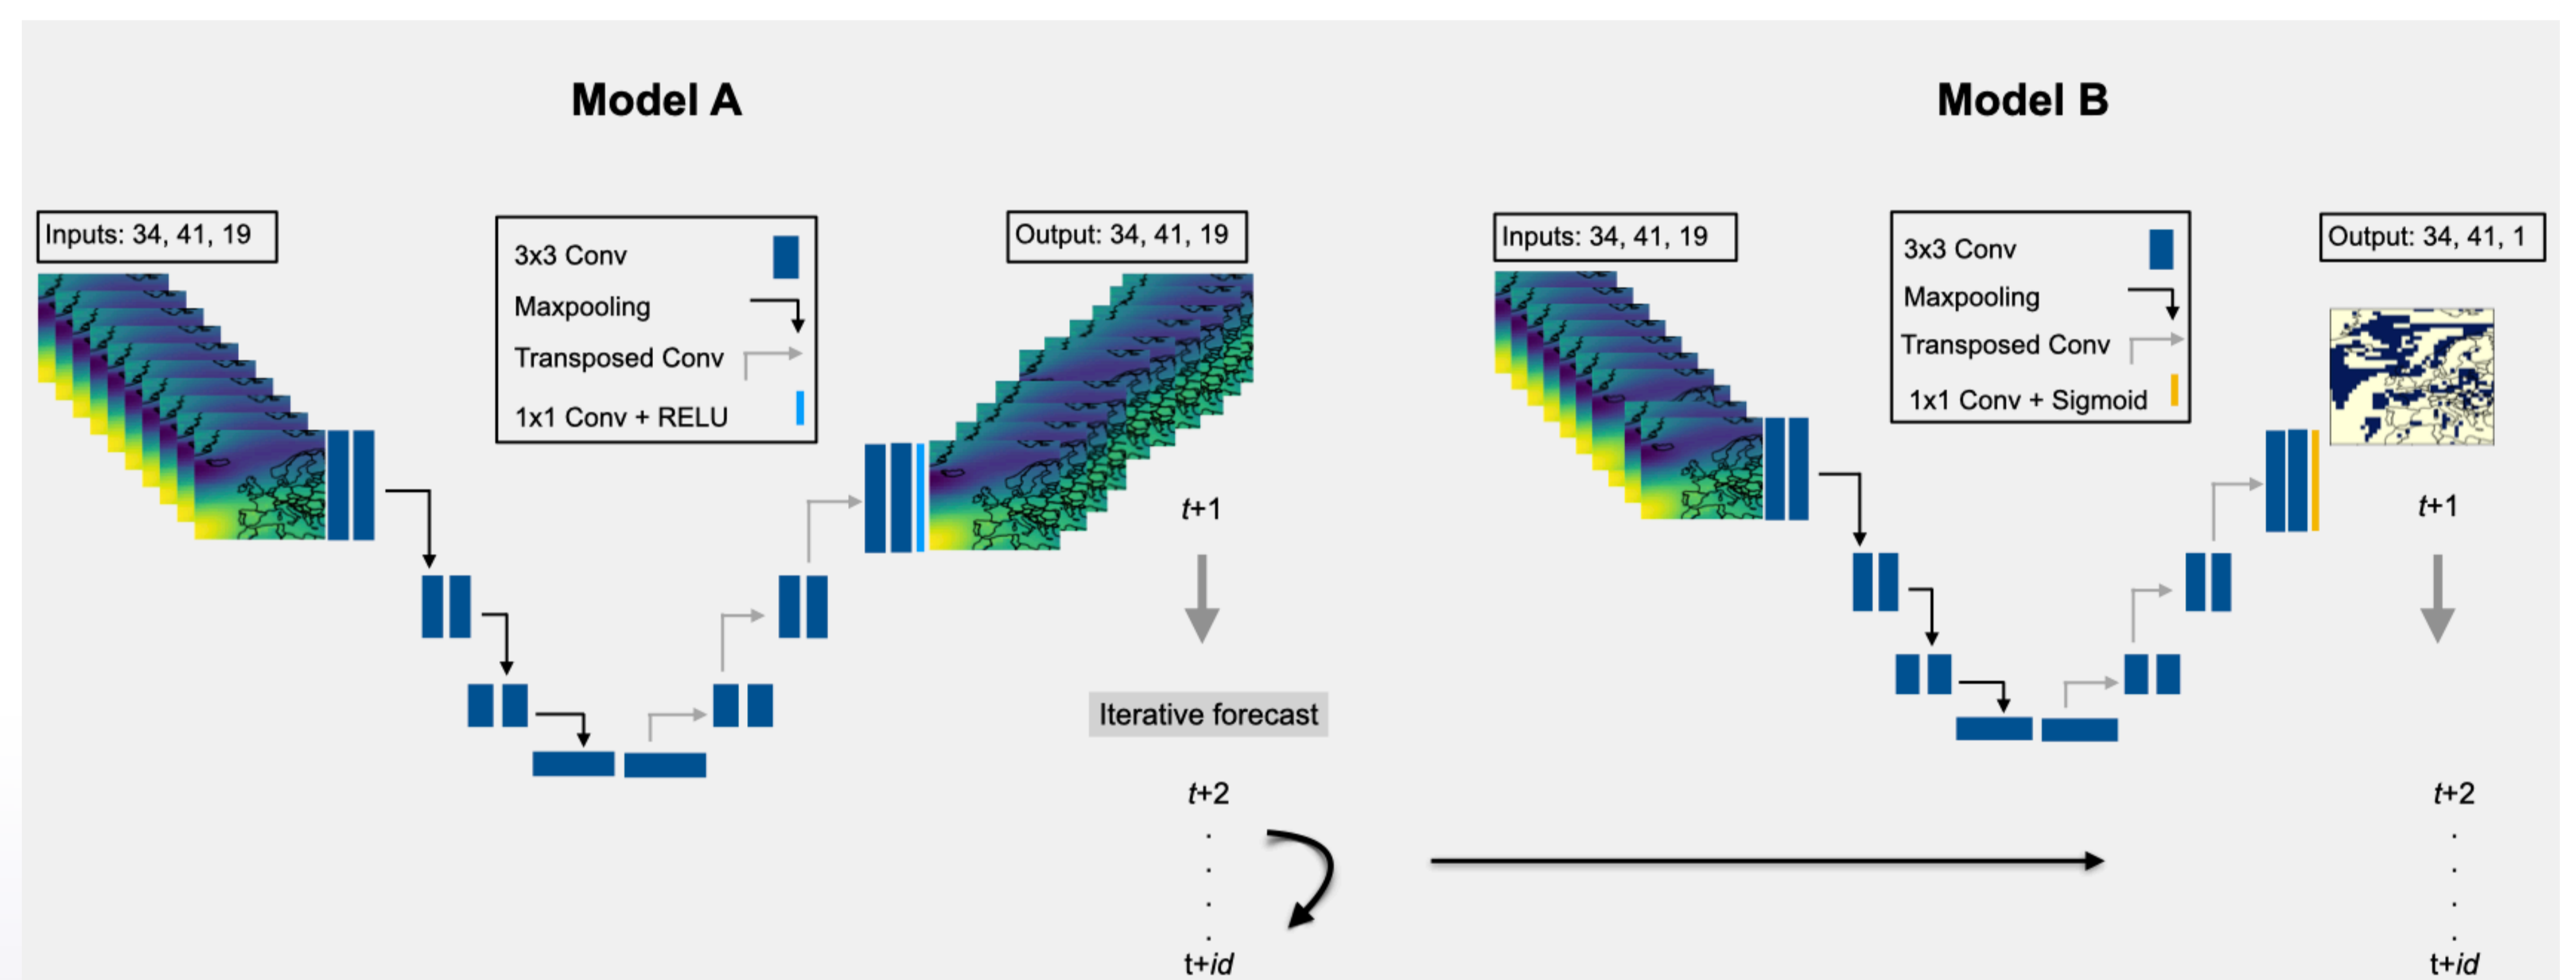 Model A
Inputs: 34, 41, 19
3x3 Conv
Maxpooling
Transposed Conv
1x1 Conv + RELU
Output: 34, 41, 19
t+1
Iterative forecast
t+2
.
.
.
.
t+id
Model B
Inputs: 34, 41, 19
3x3 Conv
Maxpooling
Transposed Conv
1x1 Conv + Sigmoid
Output: 34, 41, 1
t+1
t+2
.
.
.
.
t+id